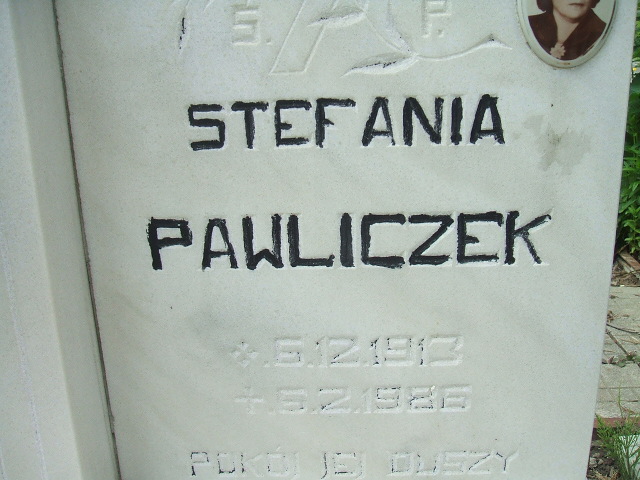 S. P.
STEFANIA
PAWLICZEK
*.6.12.1913
+.6.2.1986
POKÓJ JEJ DUSZY